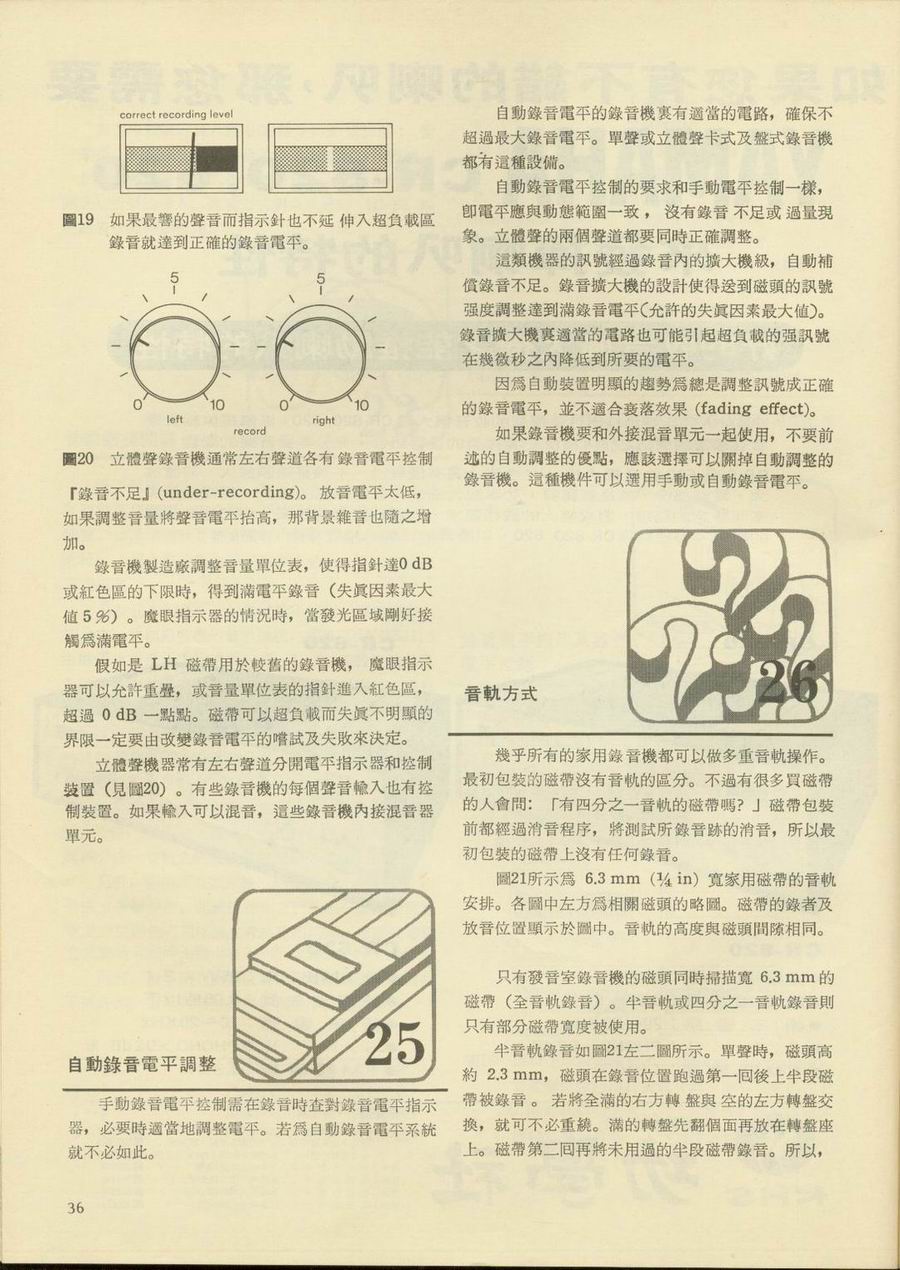 correct recording level
圖19 如果最響的聲音而指示針也不延 伸入超負載區
錄音就達到正確的錄音電平。
5 5
0 10 0 10
left right
record
圖20 立體聲錄音機通常左右聲道各有 錄音電平控制
『錄音不足』(under-recording)。 放音電平太低，
如果調整音量將聲音電平抬高，那背景雜音也隨之增
加。
錄音機製造廠調整音量單位表，使得指針達0 dB
或紅色區的下限時，得到滿電平錄音（失眞因素最大
値 5 %）。魔眼指示器的情況時，當發光區域剛好接
觸爲滿電平。
假如是 LH 磁帶用於較舊的錄音機， 魔眼指示
器可以允許重疊，或音量單位表的指針進入紅色區，
超過 0 dB 一點點。磁帶可以超負載而失眞不明顯的
界限一定要由改變錄音電平的嚐試及失敗來決定。
立體聲機器常有左右聲道分開電平指示器和控制
裝置（見圖20）。有些錄音機的每個聲音輸入也有控
制裝置。如果輸入可以混音，這些錄音機內接混音器
單元。
25
自動錄音電平調整
手動錄音電平控制需在錄音時查對錄音電平指示
器，必要時適當地調整電平。若爲自動錄音電平系統
就不必如此。
36
自動錄音電平的錄音機裏有適當的電路，確保不
超過最大錄音電平。單聲或立體聲卡式及盤式錄音機
都有這種設備。
自動錄音電平控制的要求和手動電平控制一樣，
卽電平應與動態範圍一致， 沒有錄音 不足或 過量現
象。立體聲的兩個聲道都要同時正確調整。
這類機器的訊號經過錄音內的擴大機級，自動補
償錄音不足。錄音擴大機的設計使得送到磁頭的訊號
强度調整達到滿錄音電平(允許的失眞因素最大值)。
錄音擴大機裏適當的電路也可能引起超負載的强訊號
在幾微秒之內降低到所要的電平。
因爲自動裝置明顯的趨勢爲總是調整訊號成正確
的錄音電平，並不適合衰落效果 (fading effect)。
如果錄音機要和外接混音單元一起使用，不要前
述的自動調整的優點，應該選擇可以關掉自動調整的
錄音機。這種機件可以選用手動或自動錄音電平。
26
音軌方式
幾乎所有的家用錄音機都可以做多重音軌操作。
最初包裝的磁帶沒有音軌的區分。不過有很多買磁帶
的人會問：「有四分之一音軌的磁帶嗎？」磁帶包裝
前都經過消音程序，將測試所錄音跡的消音，所以最
初包裝的磁帶上沒有任何錄音。
圖21所示爲 6.3 mm（¼ in）寬家用磁帶的音軌
安排。各圖中左方爲相關磁頭的略圖。磁帶的錄者及
放音位置顯示於圖中。音軌的高度與磁頭間隙相同。
只有發音室錄音機的磁頭同時掃描寬 6.3 mm 的
磁帶（全音軌錄音）。半音軌或四分之一音軌錄音則
只有部分磁帶寬度被使用。
半音軌錄音如圖21左二圖所示。單聲時，磁頭高
約 2.3 mm，磁頭在錄音位置跑過第一回後上半段磁
帶被錄音 。 若將全滿的右方轉 盤與 空的左方轉盤交
換，就可不必重繞。滿的轉盤先翻個面再放在轉盤座
上。磁帶第二回再將未用過的半段磁帶錄音。所以，